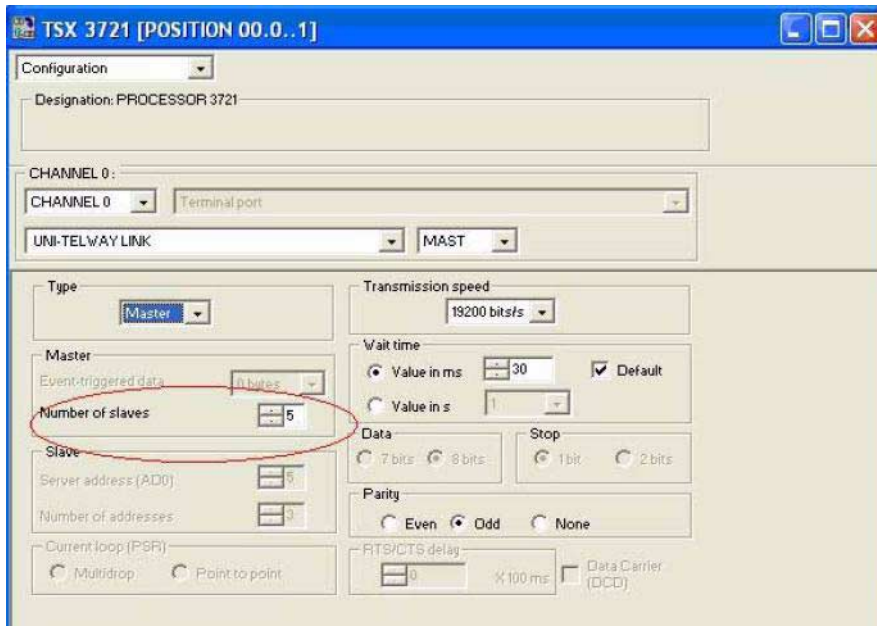 TSX 3721 [POSITION 00.0..1]
Configuration
Designation: PROCESSOR 3721
CHANNEL 0 :
CHANNEL 0 Terminal port
UNI-TELWAY LINK MAST
Type
Master
Transmission speed
19200 bits/s
Master
Event-triggered data 0 bytes
Number of slaves 5
Wait time
Value in ms 30 Default
Value in s 1
Slave
Server address (AD0) 5
Number of addresses 3
Data
7 bits 8 bits
Stop
1 bit 2 bits
Parity
Even Odd None
Current loop (PSR)
Multidrop Point to point
RTS/CTS delay
0 X 100 ms
Data Carrier
(DCD)